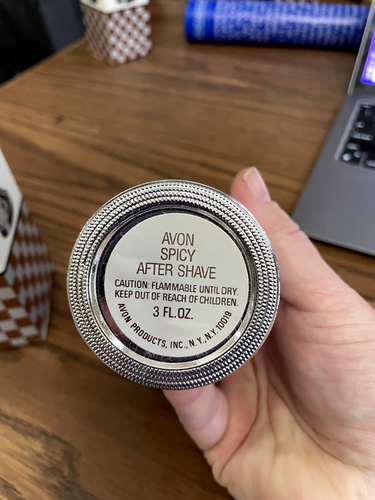 AVON
SPICY
AFTER SHAVE
CAUTION: FLAMMABLE UNTIL DRY.
KEEP OUT OF REACH OF CHILDREN.
3 FL.OZ.
AVON PRODUCTS, INC., N.Y., N.Y. 10019